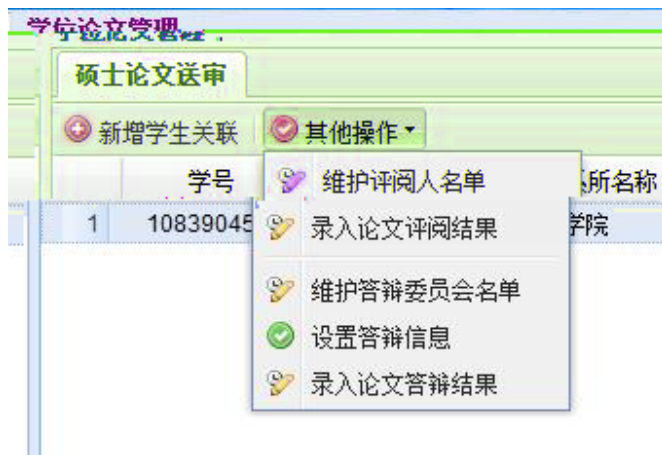 学位论文管理
硕士论文送审
新增学生关联 其他操作
学号 系所名称
1 10839045 学院
维护评阅人名单
录入论文评阅结果
维护答辩委员会名单
设置答辩信息
录入论文答辩结果